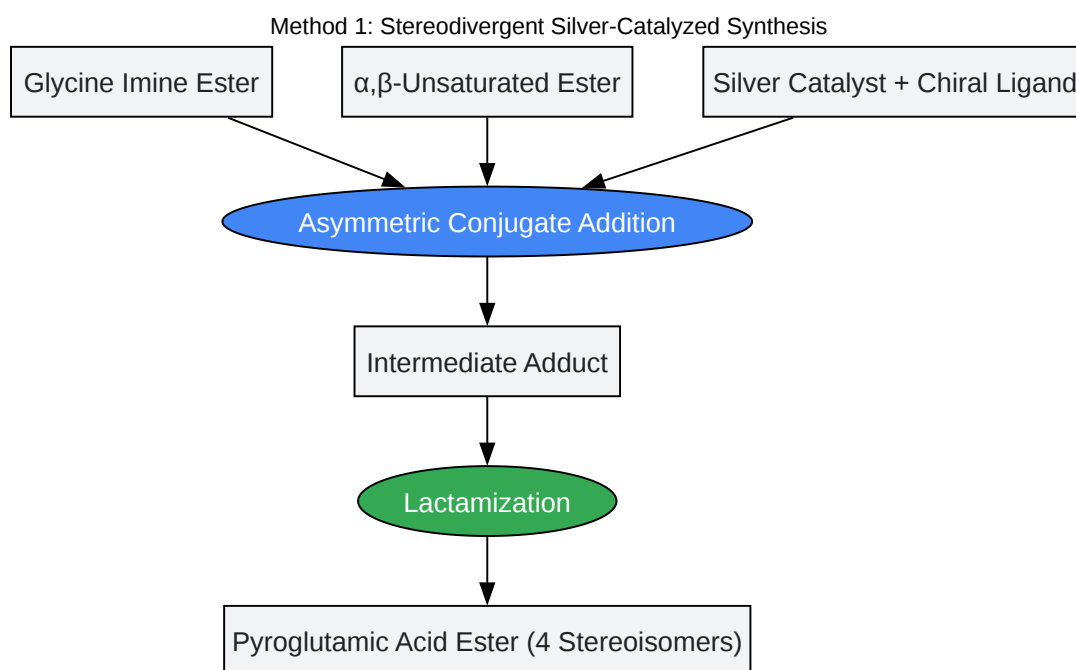 Method 1: Stereodivergent Silver-Catalyzed Synthesis
Glycine Imine Ester
α,β-Unsaturated Ester
Silver Catalyst + Chiral Ligand
Asymmetric Conjugate Addition
Intermediate Adduct
Lactamization
Pyroglutamic Acid Ester (4 Stereoisomers)